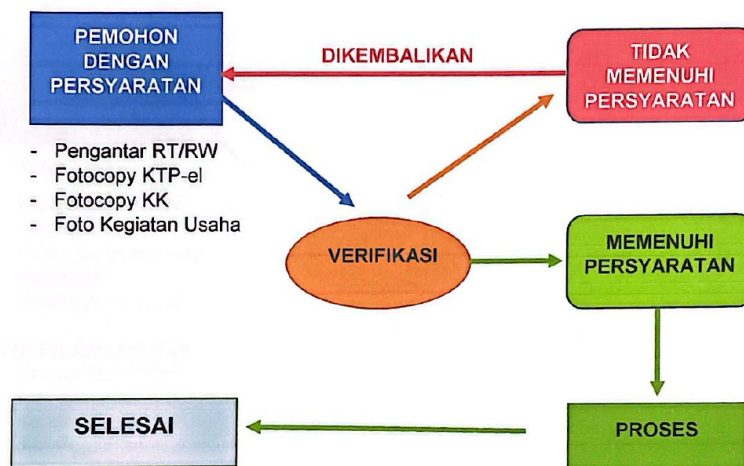 PEMOHON
DENGAN
PERSYARATAN
DIKEMBALIKAN
TIDAK
MEMENUHI
PERSYARATAN
- Pengantar RT/RW
- Fotocopy KTP-el
- Fotocopy KK
- Foto Kegiatan Usaha
VERIFIKASI
MEMENUHI
PERSYARATAN
SELESAI
PROSES